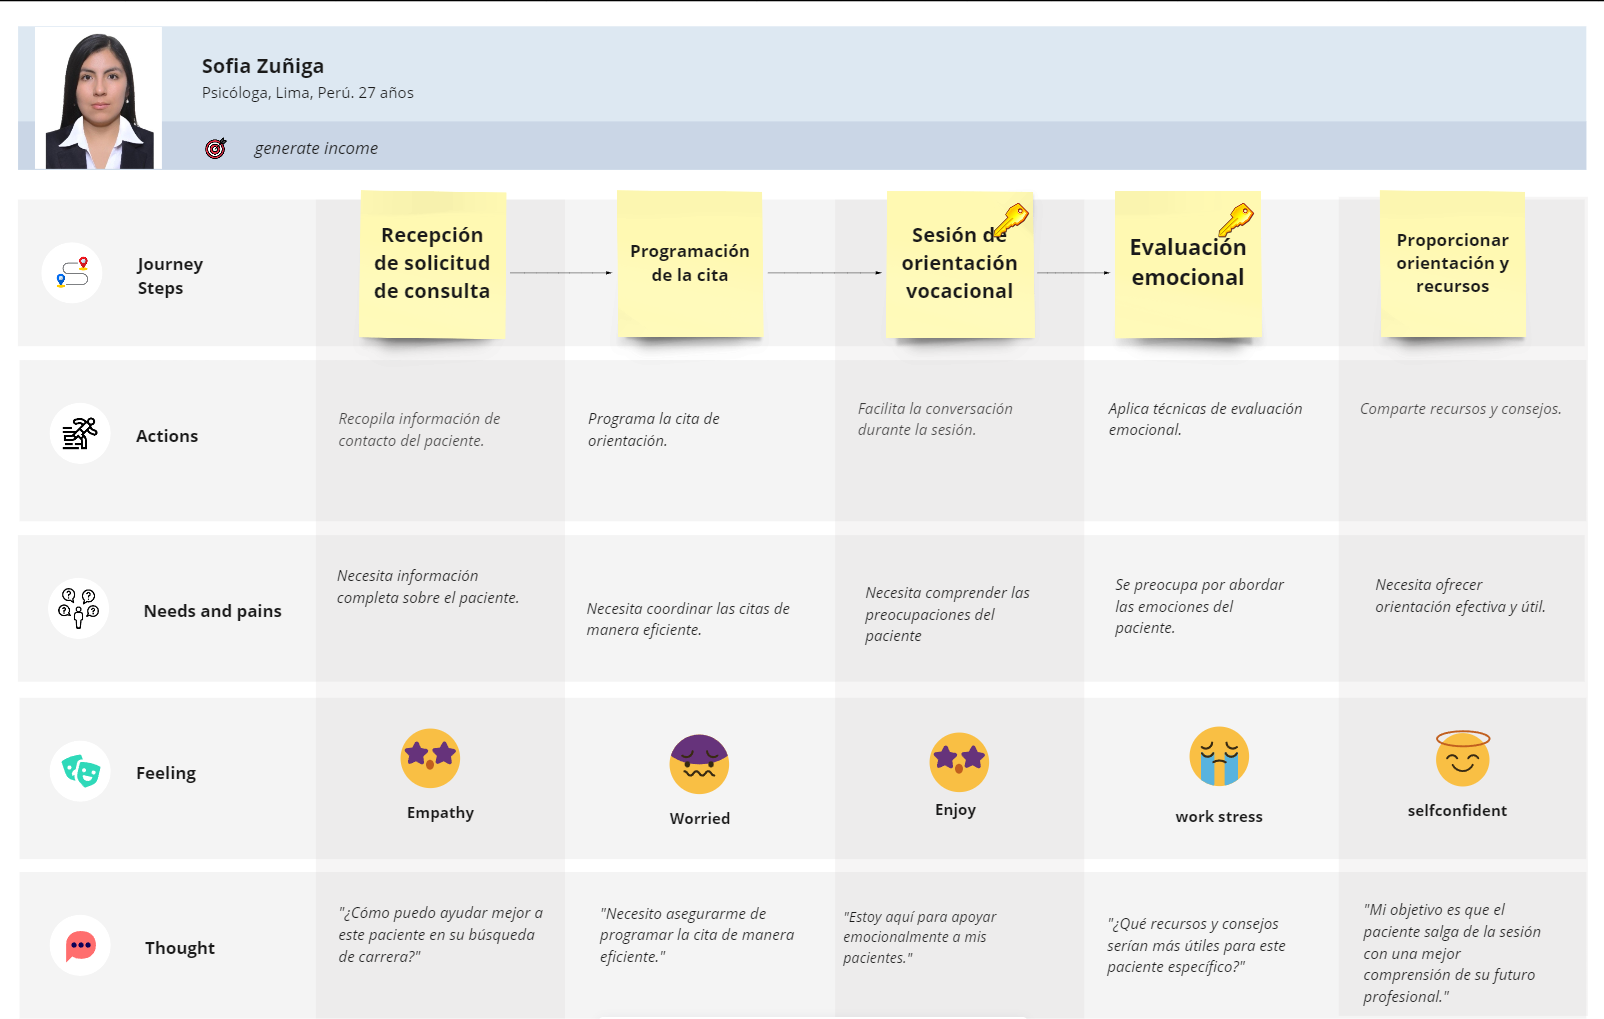 Sofia Zuñiga
Psicóloga, Lima, Perú. 27 años
generate income
Journey
Steps
Recepción
de solicitud
de consulta
Programación
de la cita
Sesión de
orientación
vocacional
Evaluación
emocional
Proporcionar
orientación y
recursos
Actions
Recopila información de
contacto del paciente.
Programa la cita de
orientación.
Facilita la conversación
durante la sesión.
Aplica técnicas de evaluación
emocional.
Comparte recursos y consejos.
Needs and pains
Necesita información
completa sobre el paciente.
Necesita coordinar las citas de
manera eficiente.
Necesita comprender las
preocupaciones del
paciente
Se preocupa por abordar
las emociones del
paciente.
Necesita ofrecer
orientación efectiva y útil.
Feeling
Empathy
Worried
Enjoy
work stress
selfconfident
Thought
"¿Cómo puedo ayudar mejor a
este paciente en su búsqueda
de carrera?"
"Necesito asegurarme de
programar la cita de manera
eficiente."
"Estoy aquí para apoyar
emocionalmente a mis
pacientes."
"¿Qué recursos y consejos
serían más útiles para este
paciente específico?"
"Mi objetivo es que el
paciente salga de la sesión
con una mejor
comprensión de su futuro
profesional."